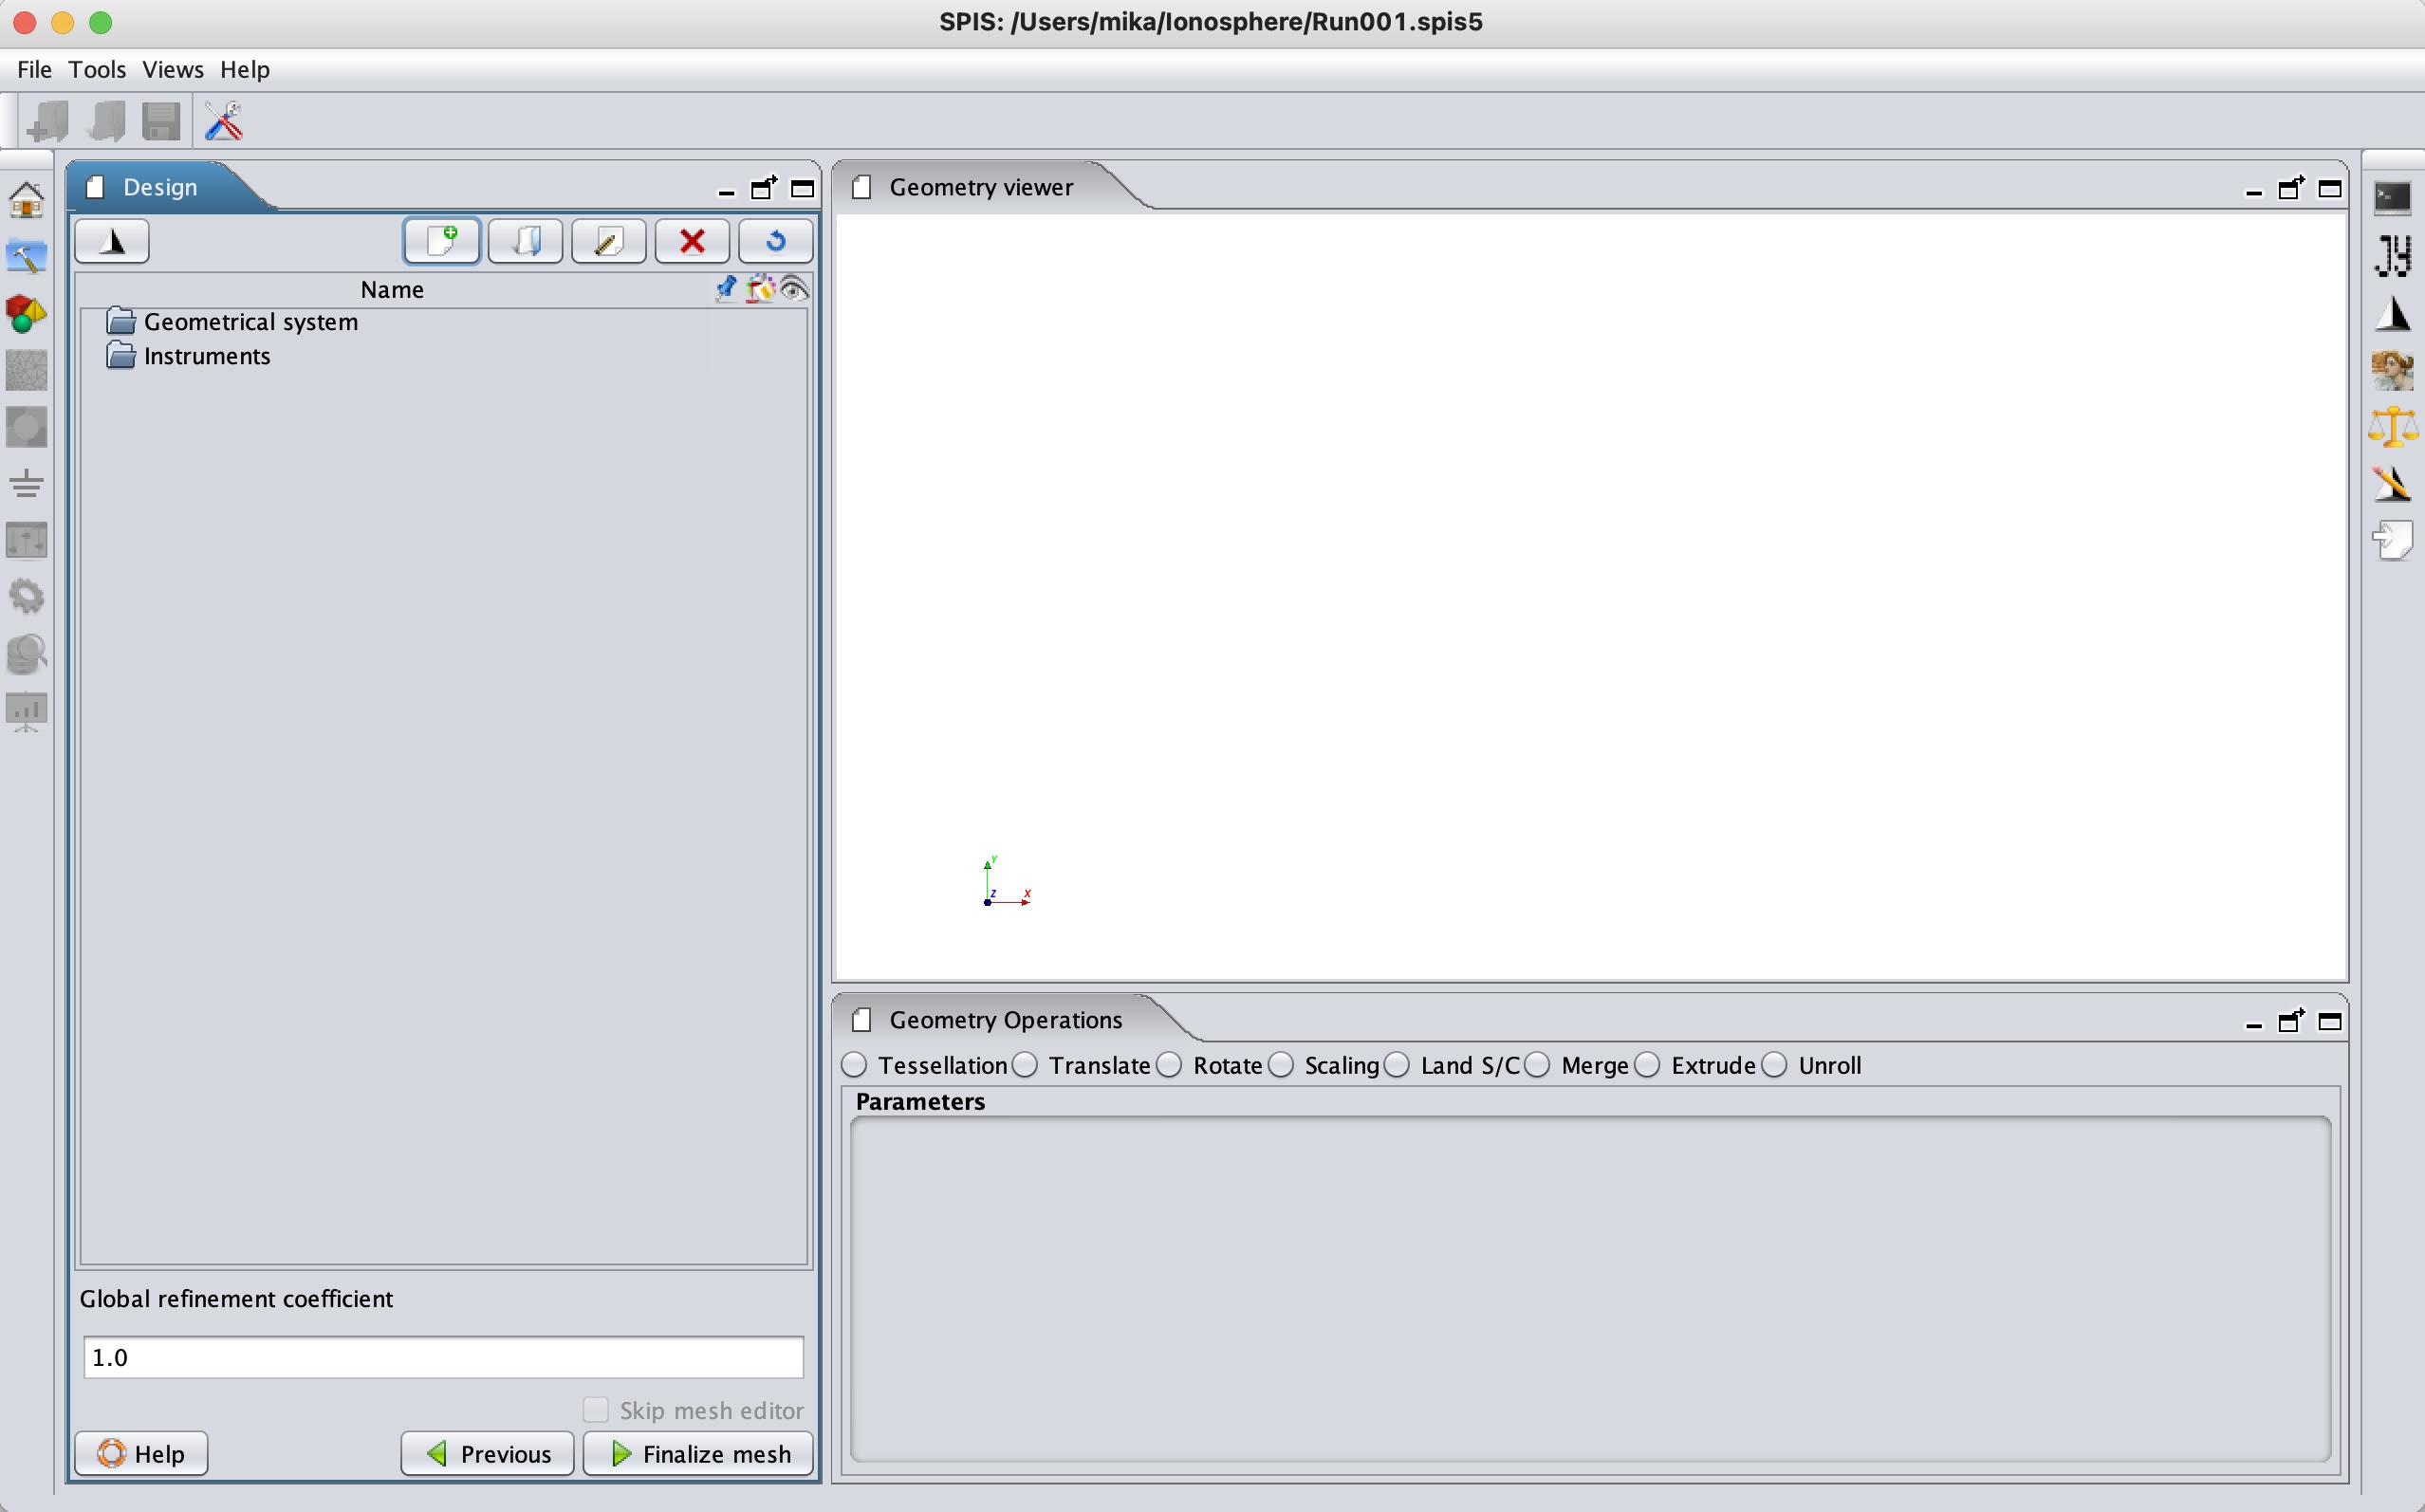 SPIS: /Users/mika/Ionosphere/Run001.spis5
File Tools Views Help
Design
Name
Geometrical system
Instruments
Global refinement coefficient
1.0
Skip mesh editor
Help
Previous
Finalize mesh
Geometry viewer
Y
Z X
Geometry Operations
Tessellation Translate Rotate Scaling Land S/C Merge Extrude Unroll
Parameters
Jy